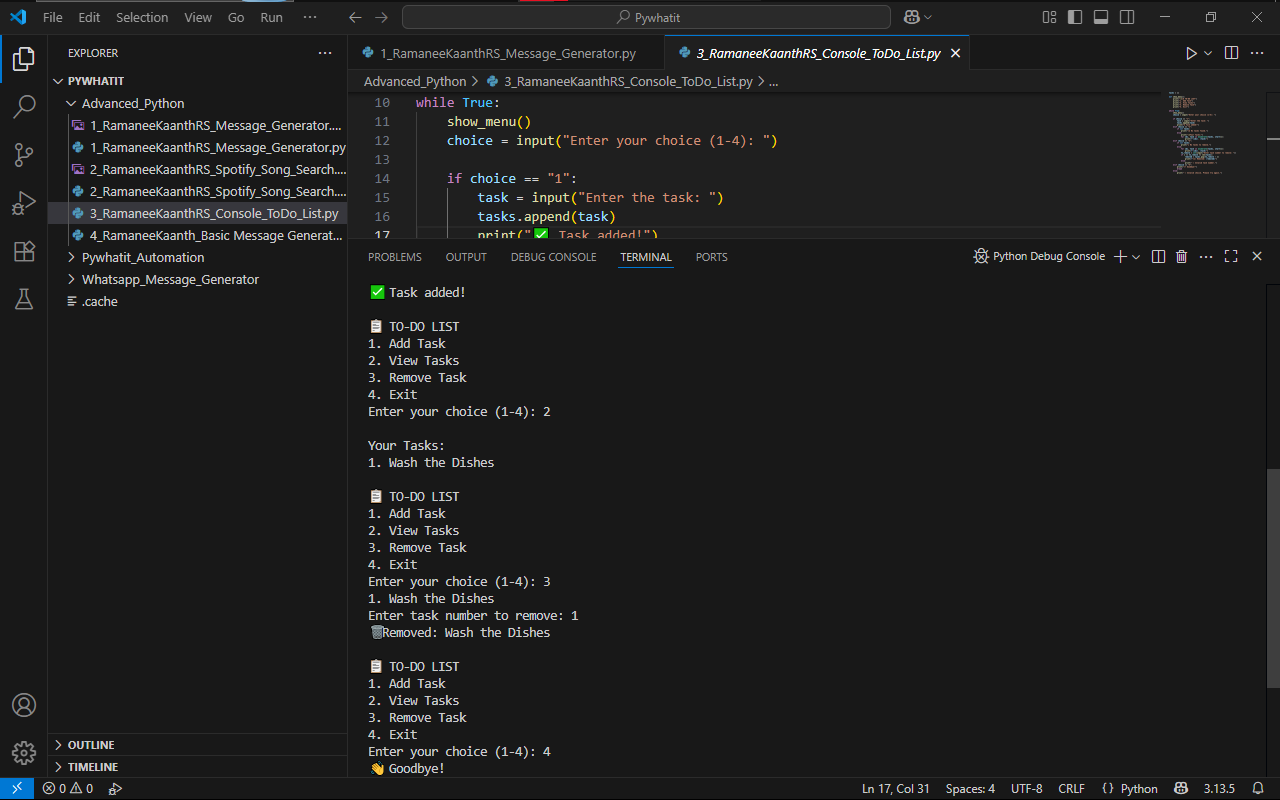 File Edit Selection View Go Run ··· Pywhatit
EXPLORER ···
PYWHATIT
Advanced_Python
1_RamaneeKaanthRS_Message_Generator....
1_RamaneeKaanthRS_Message_Generator.py
2_RamaneeKaanthRS_Spotify_Song_Search....
2_RamaneeKaanthRS_Spotify_Song_Search....
3_RamaneeKaanthRS_Console_ToDo_List.py
4_RamaneeKaanth_Basic Message Generat...
Pywhatit_Automation
Whatsapp_Message_Generator
.cache
OUTLINE
TIMELINE
1_RamaneeKaanthRS_Message_Generator.py 3_RamaneeKaanthRS_Console_ToDo_List.py
Advanced_Python > 3_RamaneeKaanthRS_Console_ToDo_List.py > ...
10 while True:
11 show_menu()
12 choice = input("Enter your choice (1-4): ")
13
14 if choice == "1":
15 task = input("Enter the task: ")
16 tasks.append(task)
17 print("✅ Task added!")
PROBLEMS OUTPUT DEBUG CONSOLE TERMINAL PORTS Python Debug Console
✅ Task added!
📋 TO-DO LIST
1. Add Task
2. View Tasks
3. Remove Task
4. Exit
Enter your choice (1-4): 2
Your Tasks:
1. Wash the Dishes
📋 TO-DO LIST
1. Add Task
2. View Tasks
3. Remove Task
4. Exit
Enter your choice (1-4): 3
1. Wash the Dishes
Enter task number to remove: 1
🗑️Removed: Wash the Dishes
📋 TO-DO LIST
1. Add Task
2. View Tasks
3. Remove Task
4. Exit
Enter your choice (1-4): 4
👋 Goodbye!
0 0 Ln 17, Col 31 Spaces: 4 UTF-8 CRLF {} Python 3.13.5